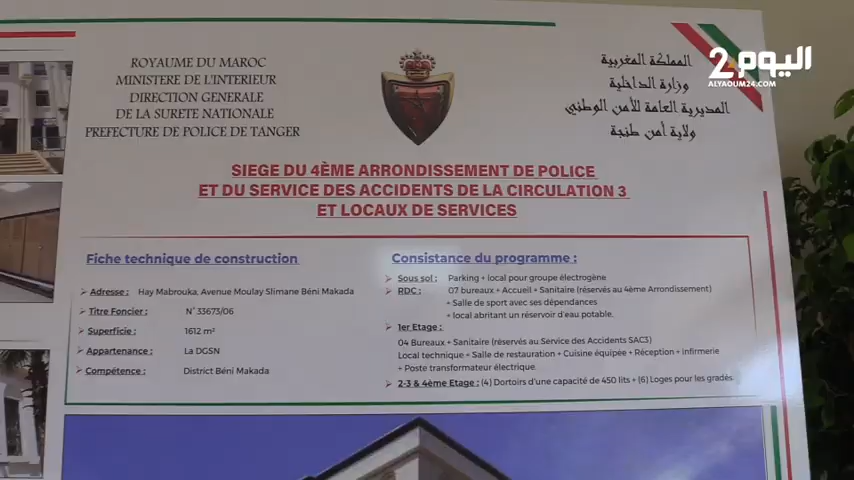 ROYAUME DU MAROC
MINISTERE DE L'INTERIEUR
DIRECTION GENERALE
DE LA SURETE NATIONALE
PREFECTURE DE POLICE DE TANGER
المملكة المغربية
وزارة الداخلية
المديرية العامة للأمن الوطني
ولاية أمن طنجة
اليوم 24
ALYAOUM24.COM
SIEGE DU 4ÈME ARRONDISSEMENT DE POLICE
ET DU SERVICE DES ACCIDENTS DE LA CIRCULATION 3
ET LOCAUX DE SERVICES
Fiche technique de construction
Adresse : Hay Mabrouka, Avenue Moulay Slimane Béni Makada
Titre Foncier : N° 33673/06
Superficie : 1612 m²
Appartenance : La DGSN
Compétence : District Béni Makada
Consistance du programme :
Sous sol : Parking + local pour groupe électrogène
RDC : 07 bureaux + Accueil + Sanitaire (réservés au 4ème Arrondissement)
+ Salle de sport avec ses dépendances
+ local abritant un réservoir d'eau potable.
1er Etage :
04 Bureaux + Sanitaire (réservés au Service des Accidents SAC3)
Local technique + Salle de restauration + Cuisine équipée + Réception + infirmerie
+ Poste transformateur électrique
2-3 & 4ème Etage : (4) Dortoirs d'une capacité de 450 lits + (6) Loges pour les gradés.